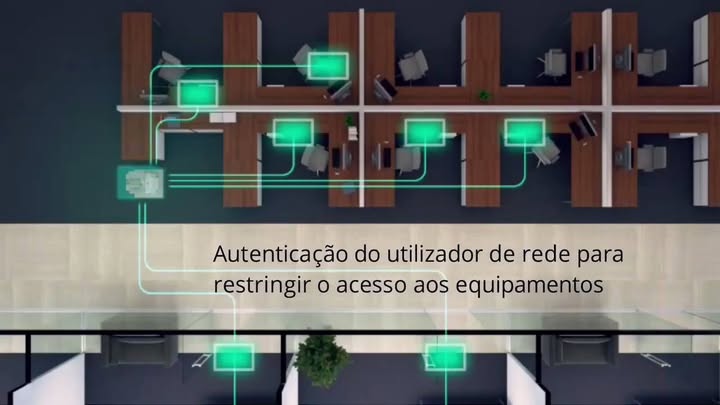 Autenticação do utilizador de rede para
restringir o acesso aos equipamentos